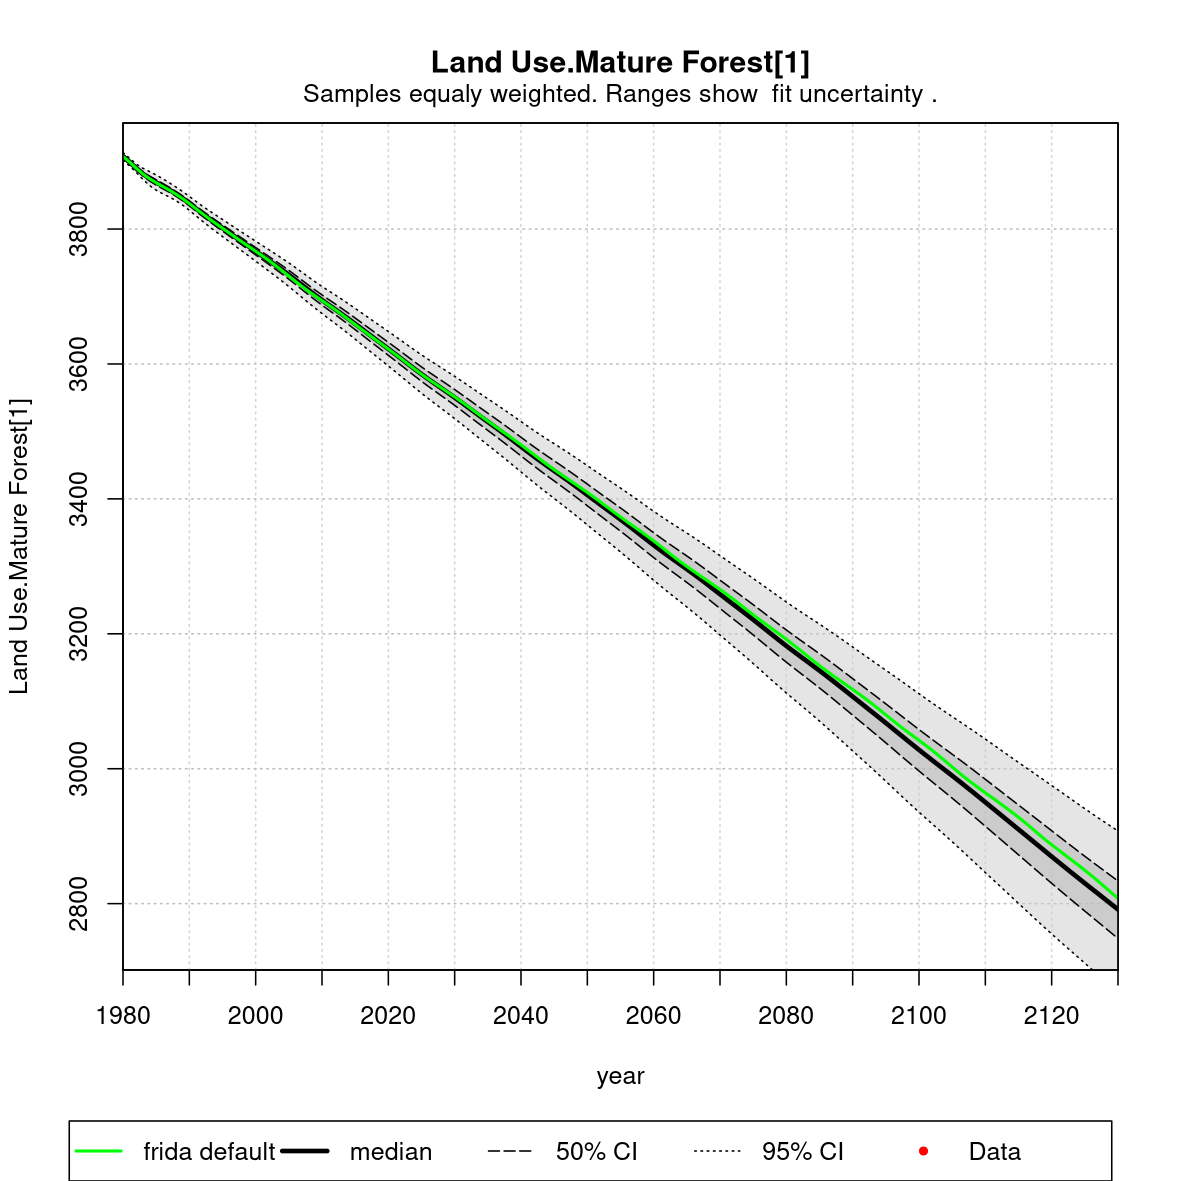 Land Use.Mature Forest[1]
Samples equaly weighted. Ranges show  fit uncertainty .
Land Use.Mature Forest[1]
3800
3600
3400
3200
3000
2800
1980 2000 2020 2040 2060 2080 2100 2120
year
frida default median 50% CI 95% CI Data